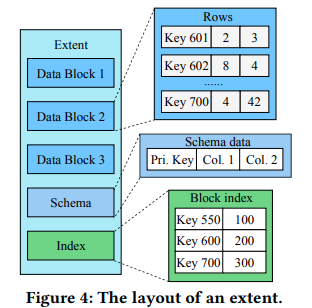 Extent
Data Block 1
Data Block 2
Data Block 3
Schema
Index
Rows
Key 601 2 3
Key 602 8 4
......
Key 700 4 42
Schema data
Pri. Key Col. 1 Col. 2
Block index
Key 550 100
Key 600 200
Key 700 300
Figure 4: The layout of an extent.